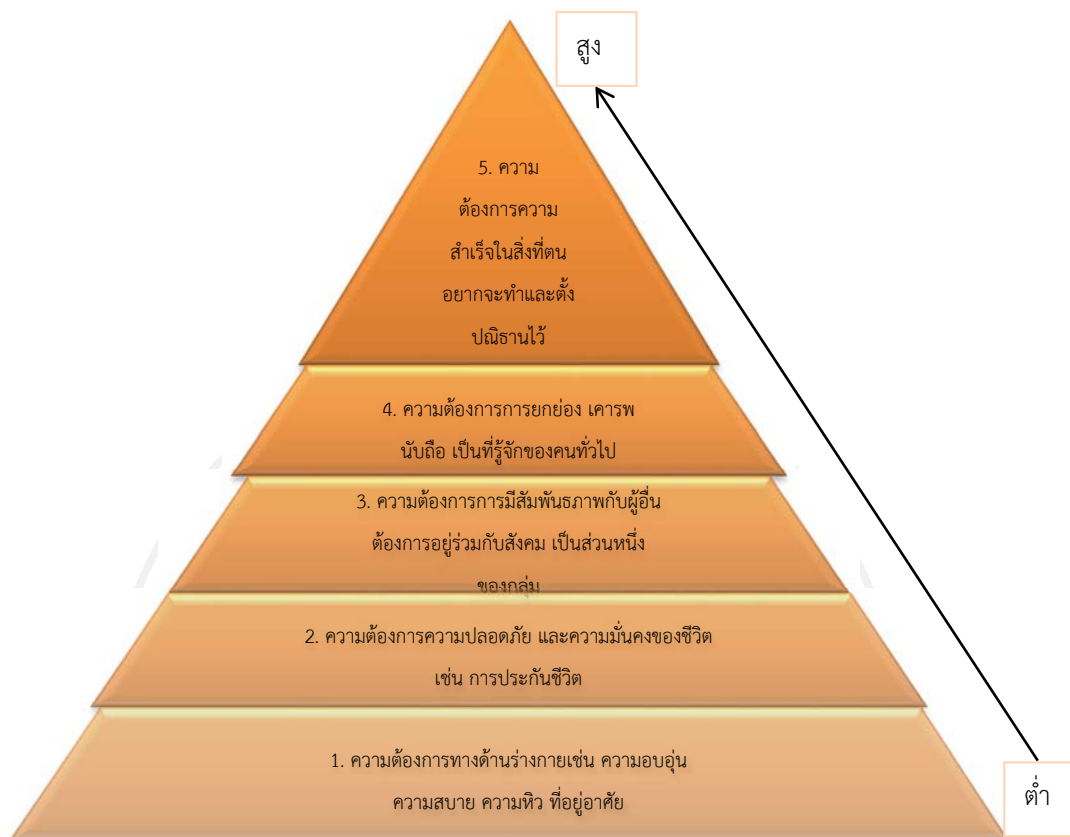 สูง
5. ความ
ต้องการความ
สำเร็จในสิ่งที่ตน
อยากจะทำและตั้ง
ปณิธานไว้
4. ความต้องการการยกย่อง เคารพ
นับถือ เป็นที่รู้จักของคนทั่วไป
3. ความต้องการการมีสัมพันธภาพกับผู้อื่น
ต้องการอยู่ร่วมกับสังคม เป็นส่วนหนึ่ง
ของกลุ่ม
2. ความต้องการความปลอดภัย และความมั่นคงของชีวิต
เช่น การประกันชีวิต
1. ความต้องการทางด้านร่างกายเช่น ความอบอุ่น
ความสบาย ความหิว ที่อยู่อาศัย
ต่ำ